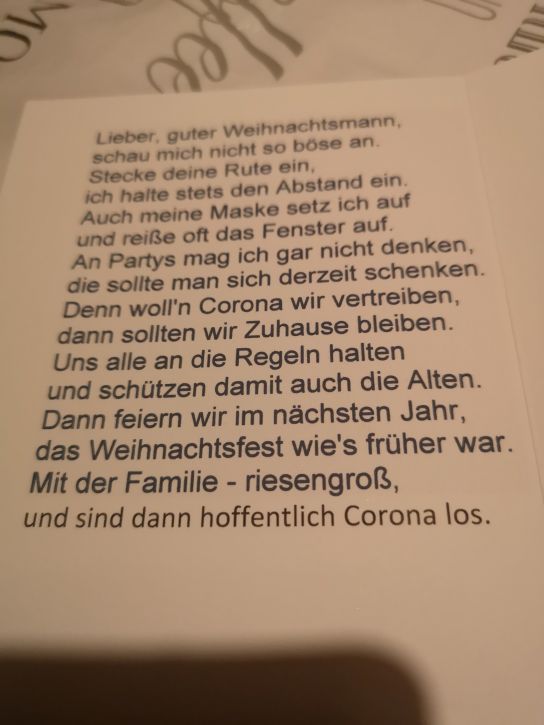 Lieber, guter Weihnachtsmann,
schau mich nicht so böse an.
Stecke deine Rute ein,
ich halte stets den Abstand ein.
Auch meine Maske setz ich auf
und reiße oft das Fenster auf.
An Partys mag ich gar nicht denken,
die sollte man sich derzeit schenken.
Denn woll'n Corona wir vertreiben,
dann sollten wir Zuhause bleiben.
Uns alle an die Regeln halten
und schützen damit auch die Alten.
Dann feiern wir im nächsten Jahr,
das Weihnachtsfest wie's früher war.
Mit der Familie - riesengroß,
und sind dann hoffentlich Corona los.